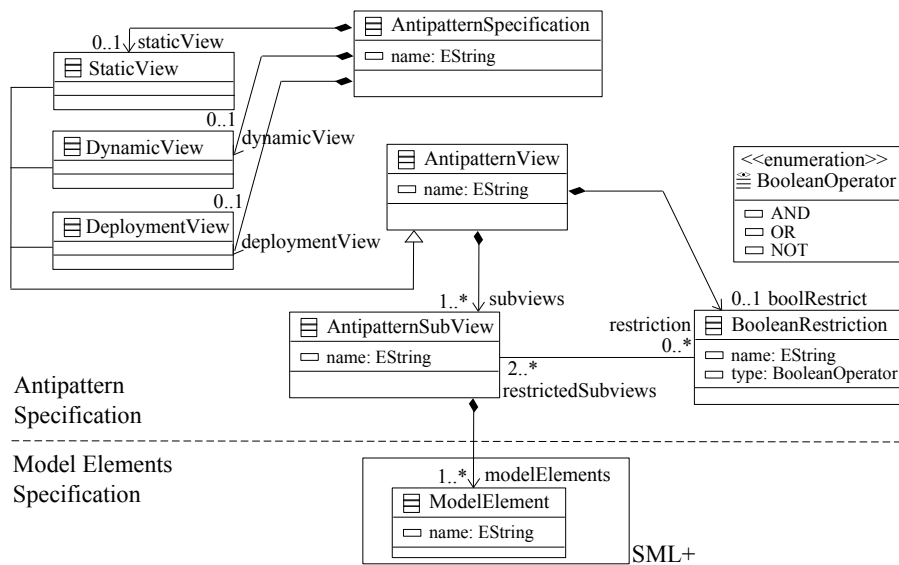 AntipatternSpecification
name: EString
0..1 staticView
StaticView
0..1
dynamicView
DynamicView
0..1
deploymentView
DeploymentView
AntipatternView
name: EString
<<enumeration>>
BooleanOperator
AND
OR
NOT
1..* subviews
0..1 boolRestrict
AntipatternSubView
name: EString
restriction
0..*
BooleanRestriction
name: EString
type: BooleanOperator
2..*
restrictedSubviews
Antipattern
Specification
Model Elements
Specification
1..* modelElements
ModelElement
name: EString
SML+